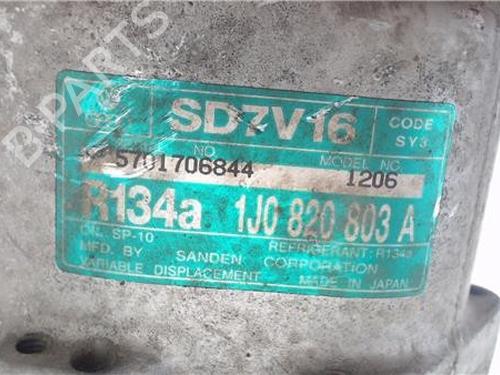 B-PARTS
SD7V16
CODE
SY3
NO
MODEL NO
5701706844
1206
R134a 1J0 820 803 A
OIL SP-10
REFRIGERANT: R134a
MFD. BY SANDEN CORPORATION
VARIABLE DISPLACEMENT
MADE IN JAPAN